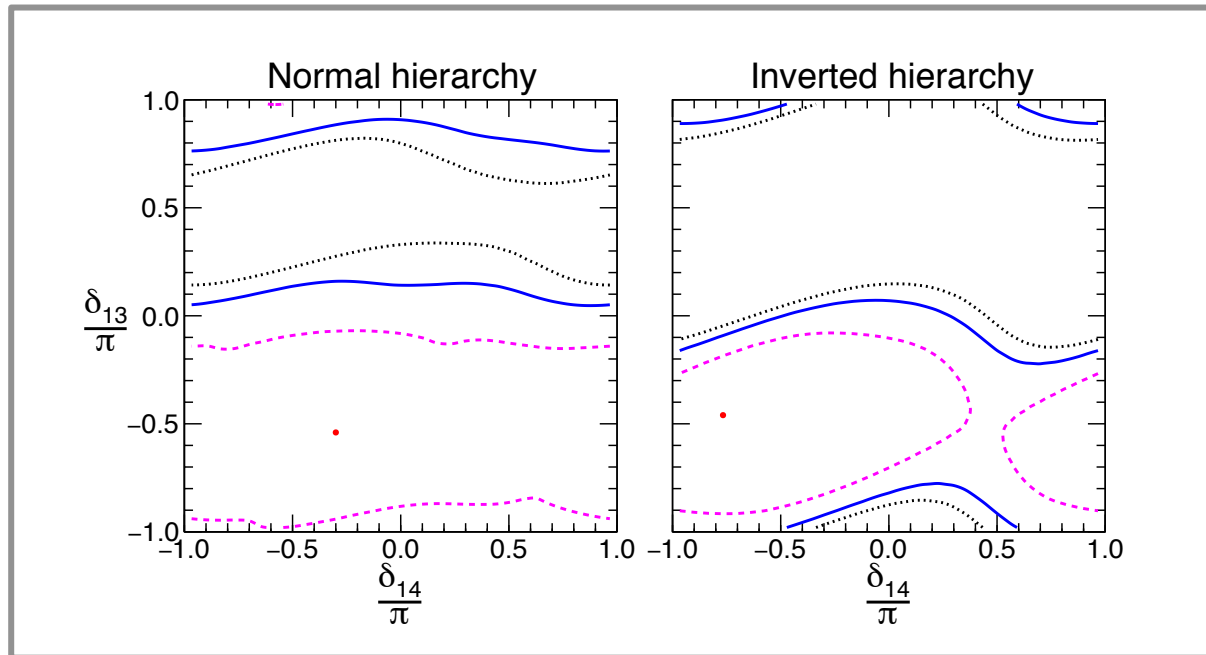 Normal hierarchy
Inverted hierarchy
1.0
0.5
0.0
−0.5
−1.0
δ13
π
−1.0 −0.5 0.0 0.5 1.0
−1.0 −0.5 0.0 0.5 1.0
δ14
π
δ14
π